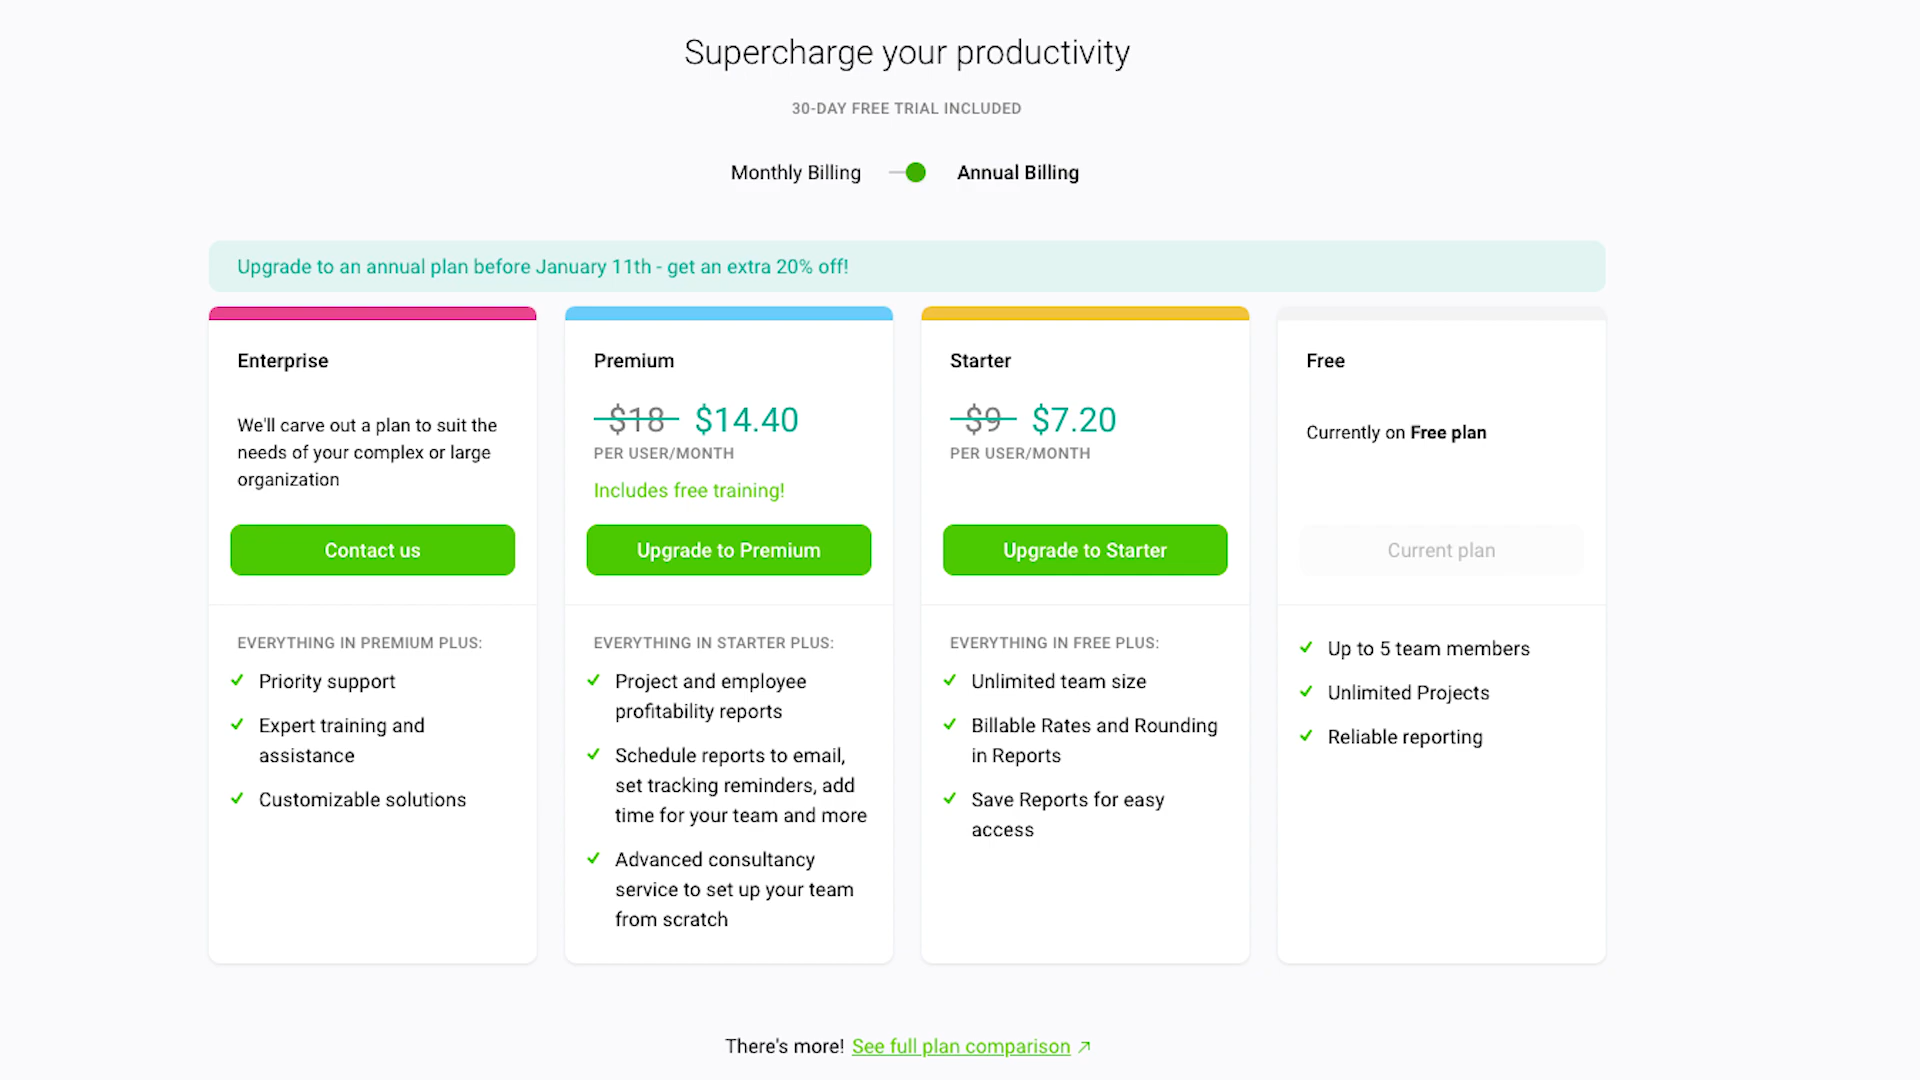 Supercharge your productivity
30-DAY FREE TRIAL INCLUDED
Monthly Billing
Annual Billing
Upgrade to an annual plan before January 11th - get an extra 20% off!
Enterprise
We'll carve out a plan to suit the
needs of your complex or large
organization
Contact us
EVERYTHING IN PREMIUM PLUS:
Priority support
Expert training and
assistance
Customizable solutions
Premium
$18 $14.40
PER USER/MONTH
Includes free training!
Upgrade to Premium
EVERYTHING IN STARTER PLUS:
Project and employee
profitability reports
Schedule reports to email,
set tracking reminders, add
time for your team and more
Advanced consultancy
service to set up your team
from scratch
Starter
$9 $7.20
PER USER/MONTH
Upgrade to Starter
EVERYTHING IN FREE PLUS:
Unlimited team size
Billable Rates and Rounding
in Reports
Save Reports for easy
access
Free
Currently on Free plan
Current plan
Up to 5 team members
Unlimited Projects
Reliable reporting
There's more! See full plan comparison